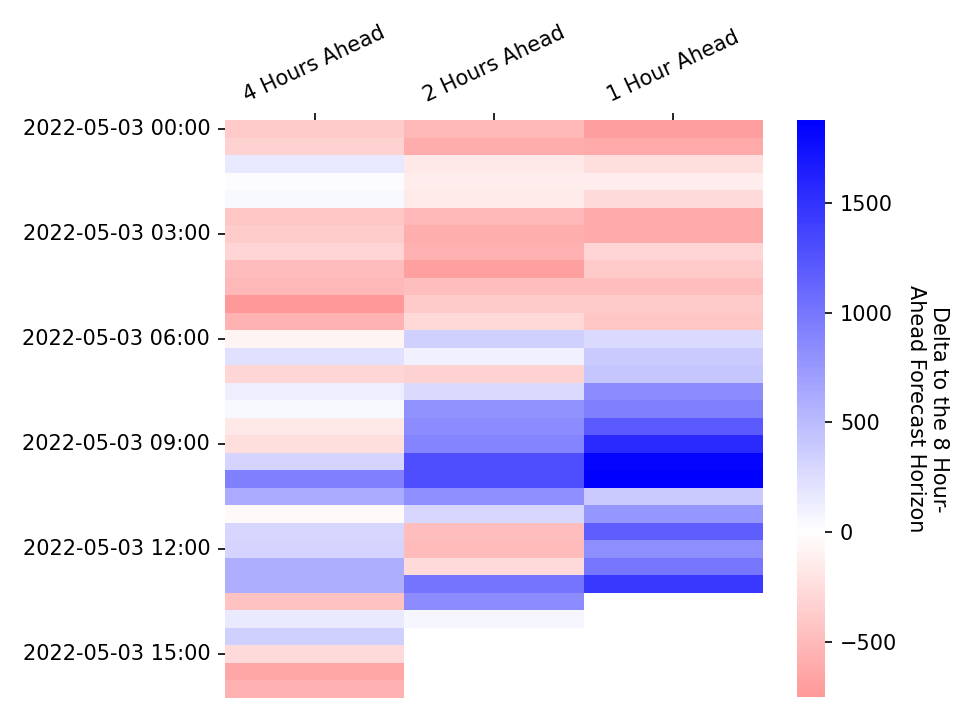 4 Hours Ahead
2 Hours Ahead
1 Hour Ahead
2022-05-03 00:00
2022-05-03 03:00
2022-05-03 06:00
2022-05-03 09:00
2022-05-03 12:00
2022-05-03 15:00
1500
1000
500
0
−500
Delta to the 8 Hour-
Ahead Forecast Horizon